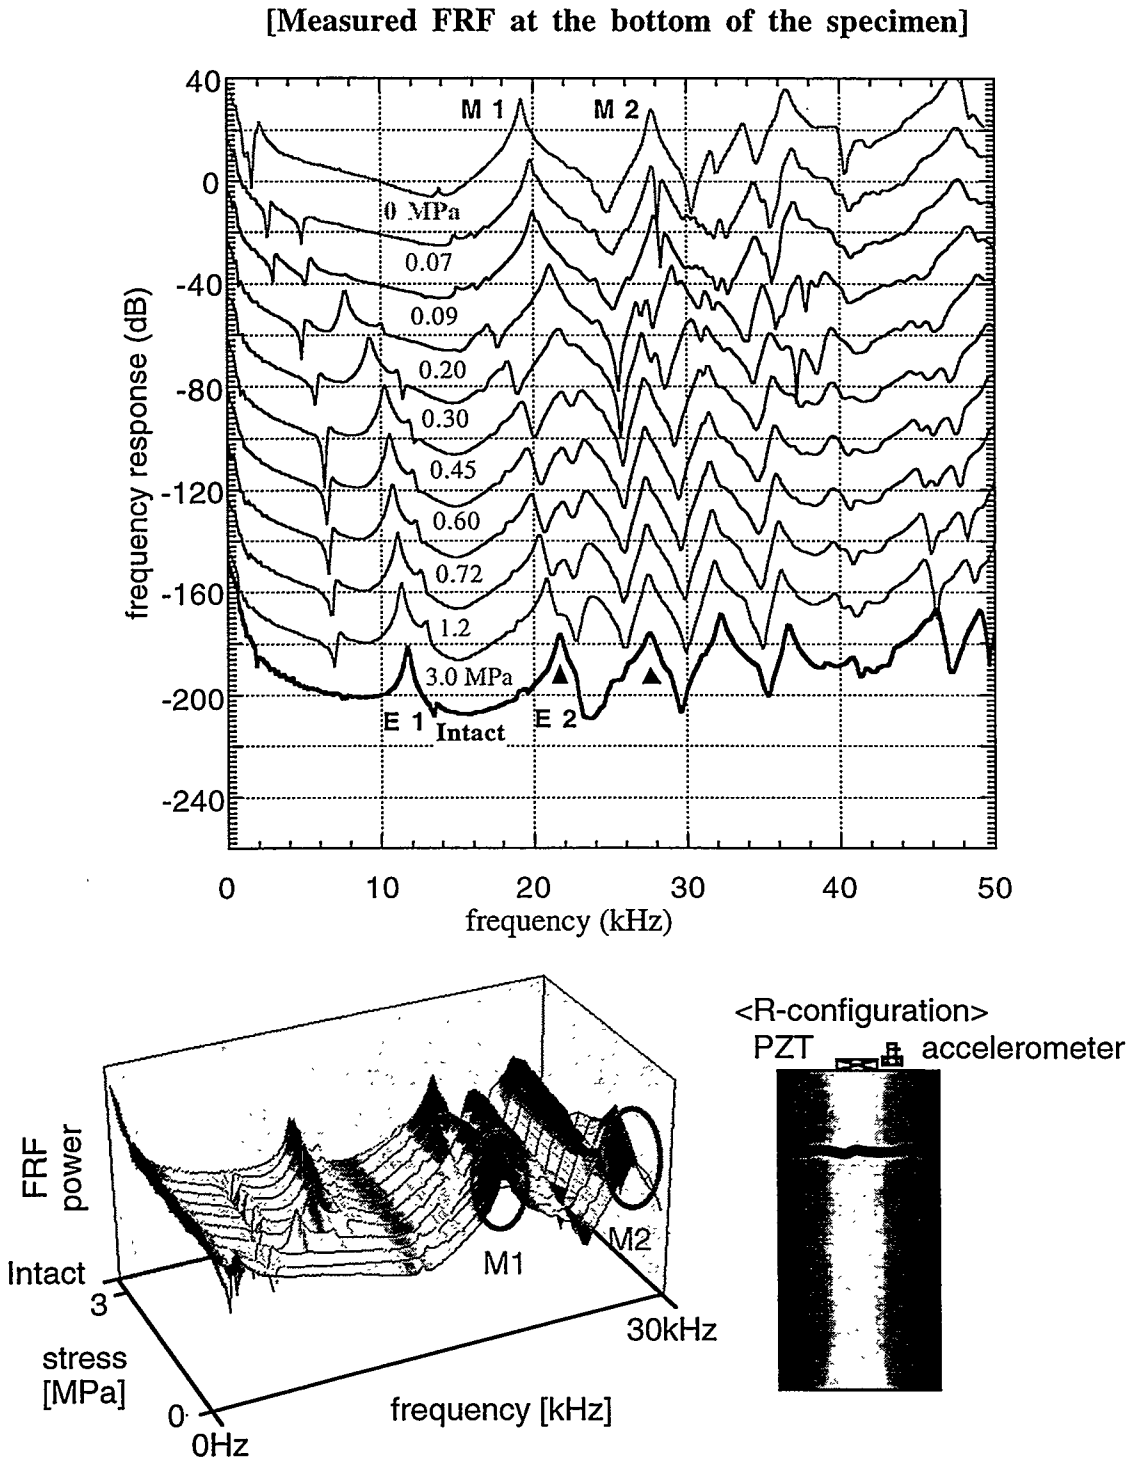 [Measured FRF at the bottom of the specimen]
40
M 1
M 2
0
0 MPa
0.07
-40
0.09
0.20
-80
0.30
0.45
-120
0.60
0.72
-160
1.2
3.0 MPa
-200
E 1
E 2
Intact
-240
frequency response (dB)
0
10
20
30
40
50
frequency (kHz)
<R-configuration>
PZT
accelerometer
FRF
power
M1
M2
Intact
3
30kHz
stress
[MPa]
0
0Hz
frequency [kHz]